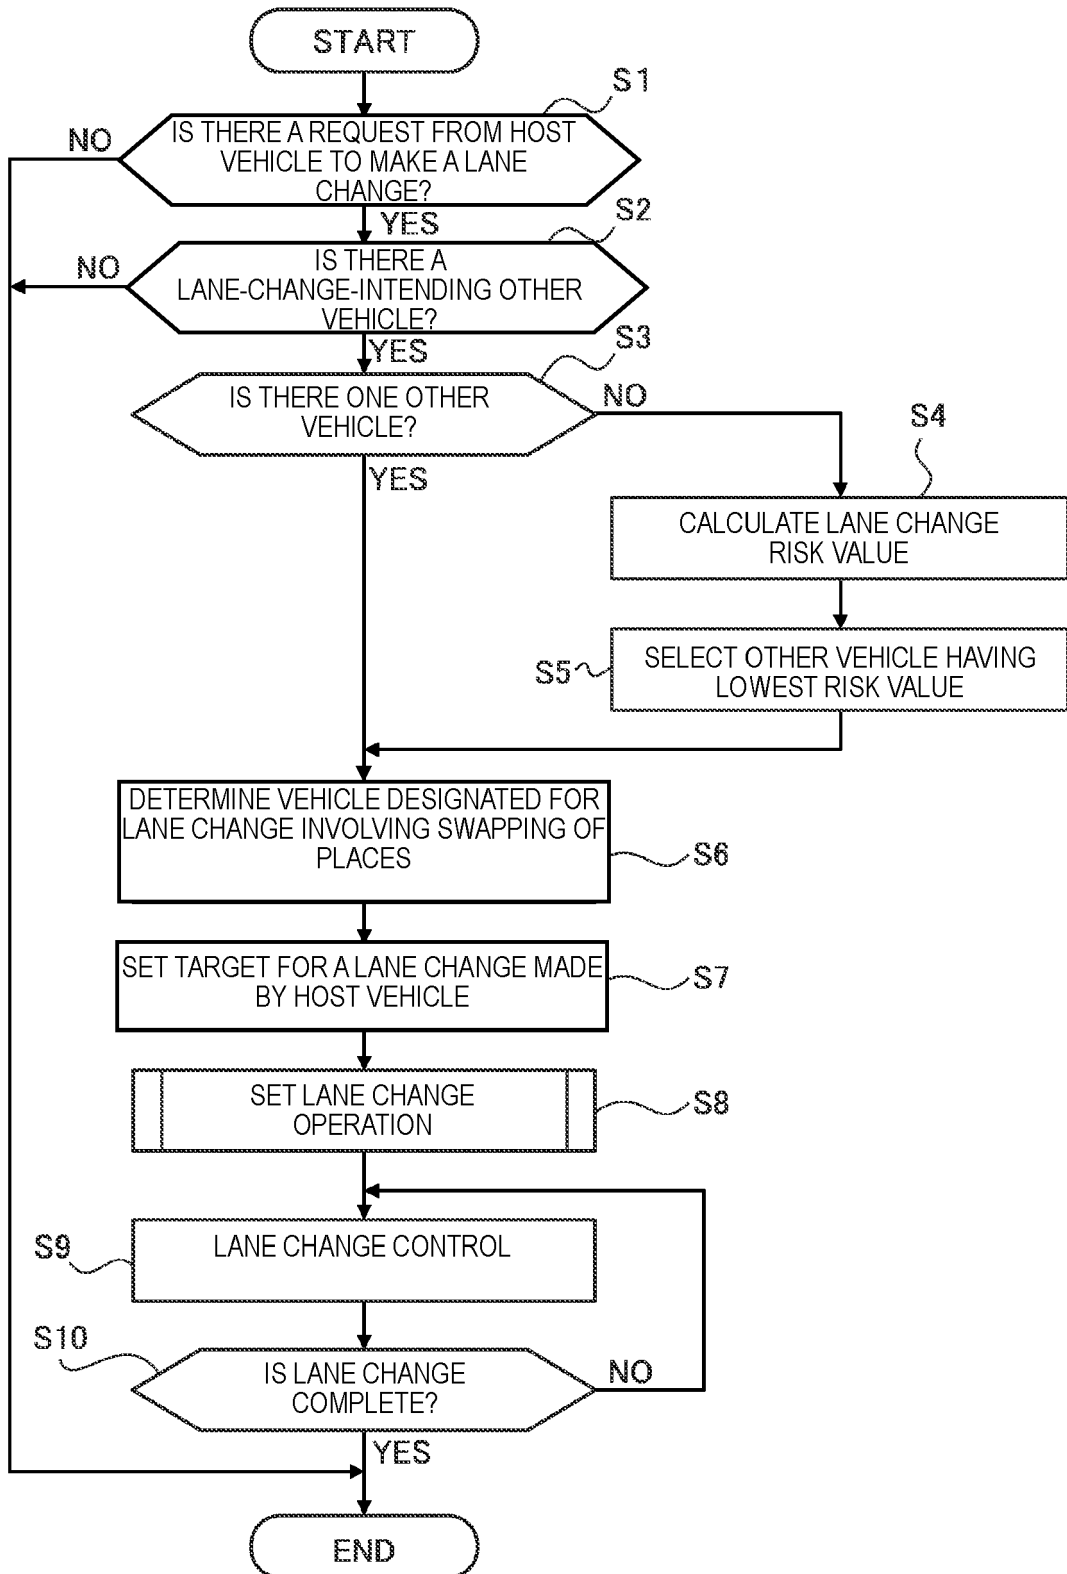 START
S1
IS THERE A REQUEST FROM HOST
VEHICLE TO MAKE A LANE
CHANGE?
NO
YES
S2
IS THERE A
LANE-CHANGE-INTENDING OTHER
VEHICLE?
NO
YES
S3
IS THERE ONE OTHER
VEHICLE?
NO
YES
S4
CALCULATE LANE CHANGE
RISK VALUE
S5
SELECT OTHER VEHICLE HAVING
LOWEST RISK VALUE
DETERMINE VEHICLE DESIGNATED FOR
LANE CHANGE INVOLVING SWAPPING OF
PLACES
S6
SET TARGET FOR A LANE CHANGE MADE
BY HOST VEHICLE
S7
SET LANE CHANGE
OPERATION
S8
S9
LANE CHANGE CONTROL
S10
IS LANE CHANGE
COMPLETE?
NO
YES
END